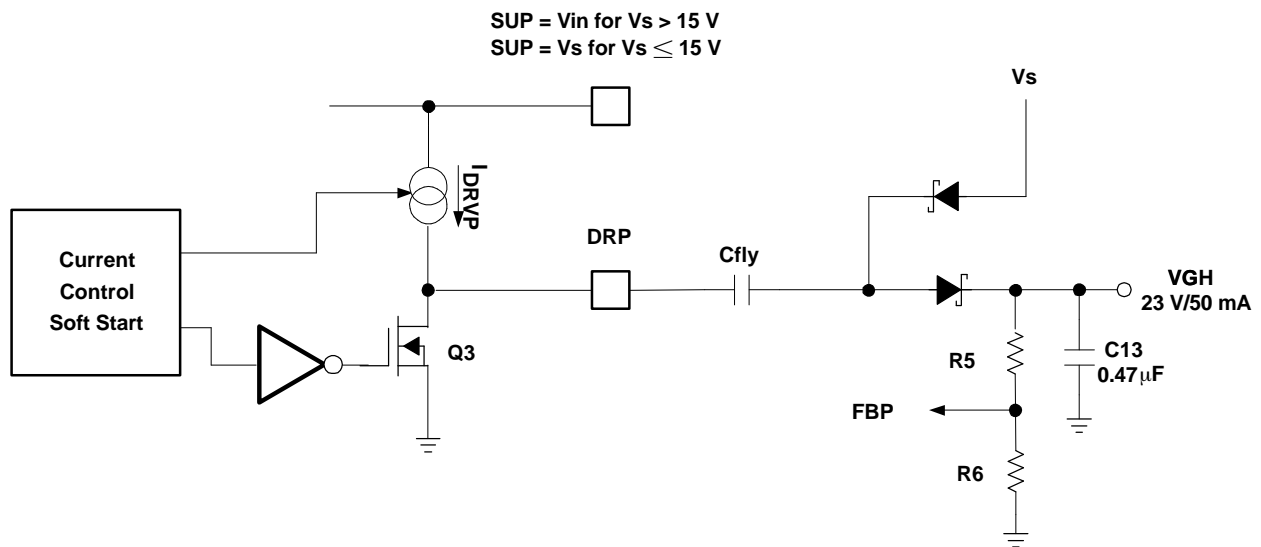 SUP = Vin for Vs > 15 V
SUP = Vs for Vs ≤ 15 V
Vs
IDRVP
Current
Control
Soft Start
DRP
Cfly
VGH
23 V/50 mA
Q3
R5
C13
0.47μF
FBP
R6